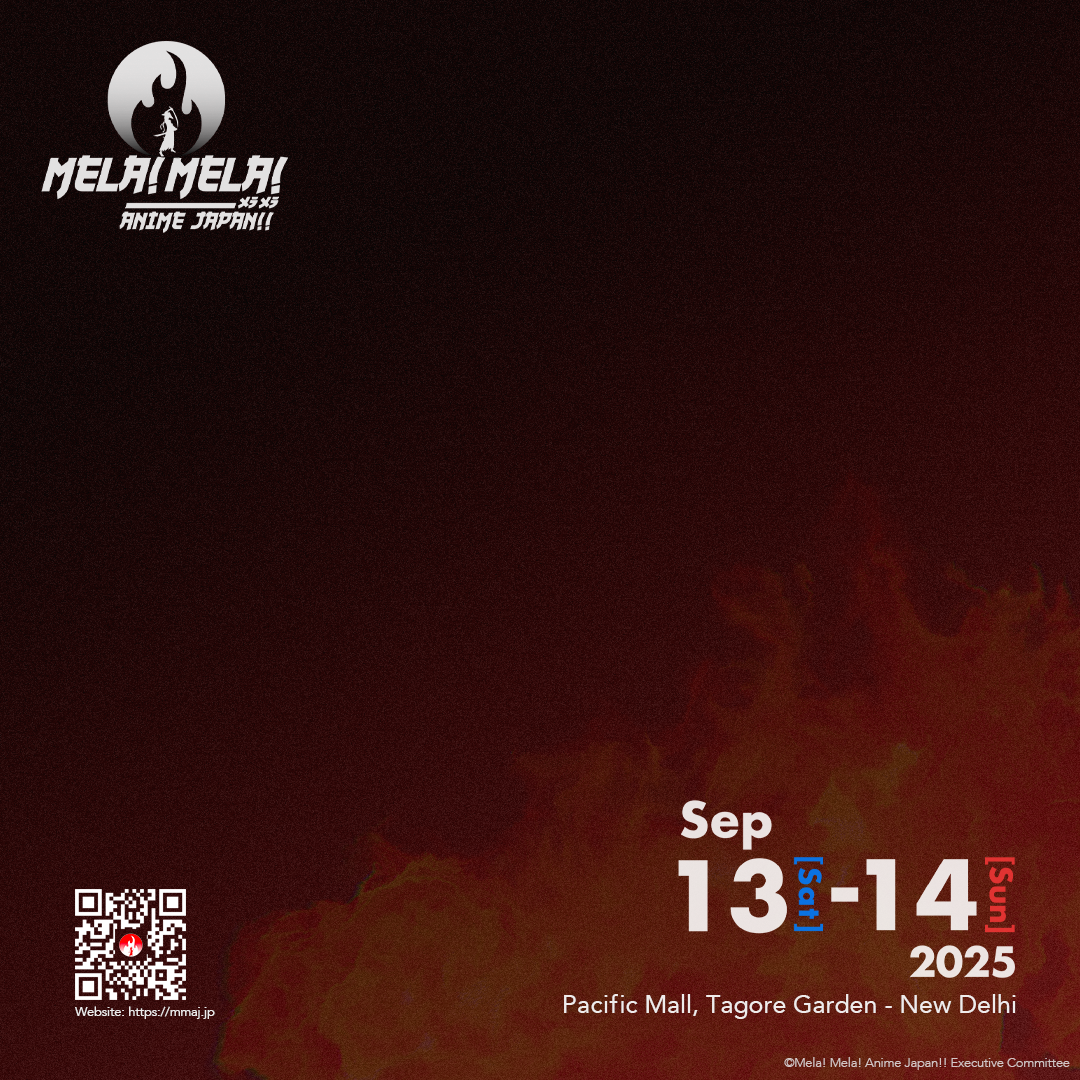 MELA! MELA!
メラ メラ
ANIME JAPAN!!
Sep
13 [Sat] - 14 [Sun]
2025
Pacific Mall, Tagore Garden - New Delhi
Website: https://mmaj.jp
©Mela! Mela! Anime Japan!! Executive Committee